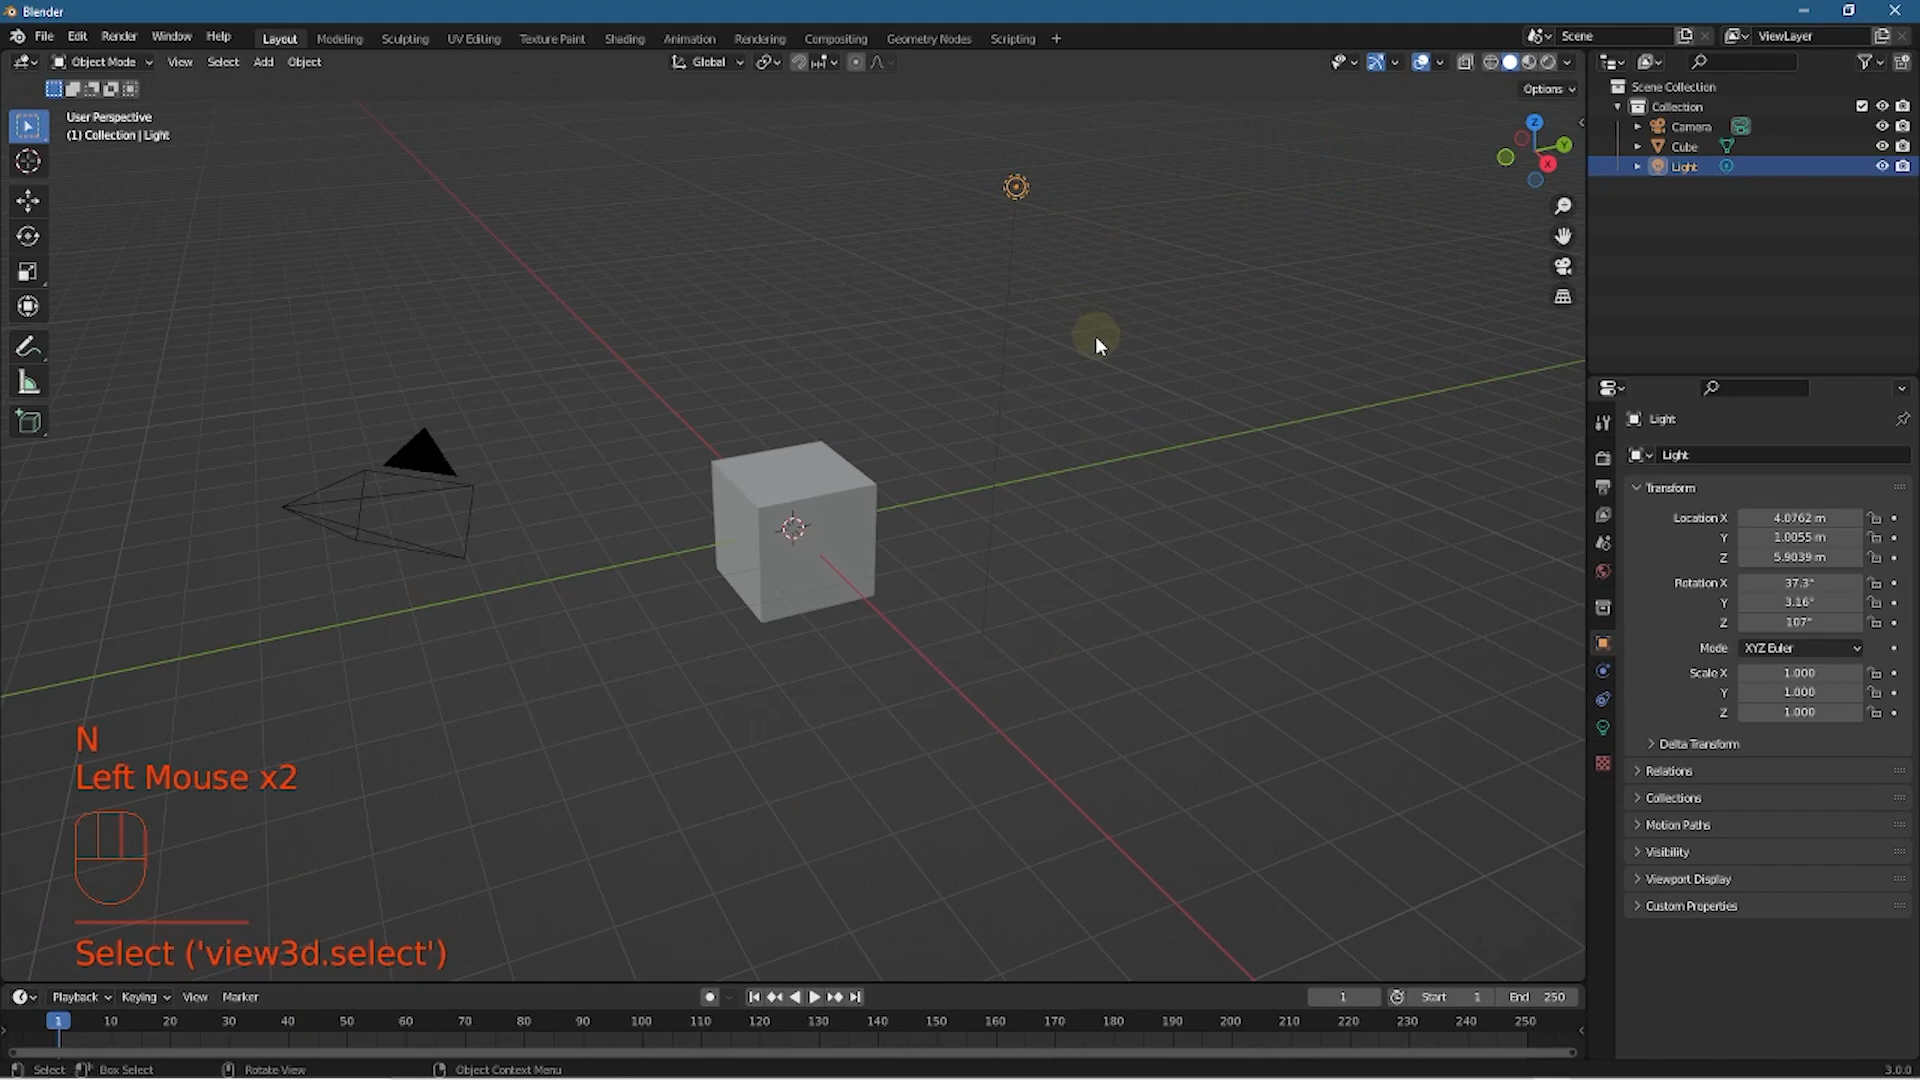 Blender
File Edit Render Window Help Layout Modeling Sculpting UV Editing Texture Paint Shading Animation Rendering Compositing Geometry Nodes Scripting + Scene ViewLayer
Object Mode View Select Add Object Global
Options
User Perspective
(1) Collection | Light
Z
Y
X
Scene Collection
Collection
Camera
Cube
Light
Light
Light
Transform
Location X 4.0762 m
Y 1.0055 m
Z 5.9039 m
Rotation X 37.3°
Y 3.16°
Z 107°
Mode XYZ Euler
Scale X 1.000
Y 1.000
Z 1.000
Delta Transform
Relations
Collections
Motion Paths
Visibility
Viewport Display
Custom Properties
N
Left Mouse x2
Select ('view3d.select')
Playback Keying View Marker 1 Start 1 End 250
1 10 20 30 40 50 60 70 80 90 100 110 120 130 140 150 160 170 180 190 200 210 220 230 240 250
Select Box Select Rotate View Object Context Menu 3.0.0